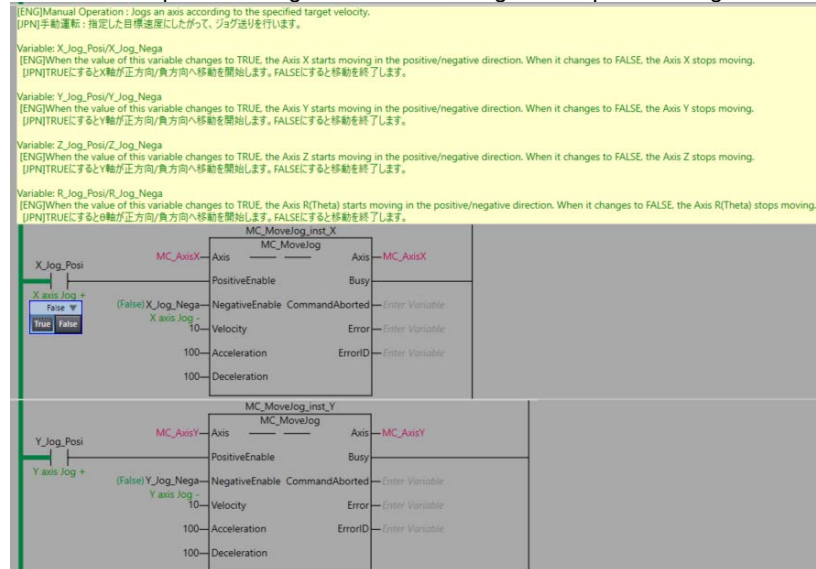 [ENG]Manual Operation : Jogs an axis according to the specified target velocity.
[JPN]手動運転 : 指定した目標速度にしたがって、ジョグ送りを行います。
Variable: X_Jog_Posi/X_Jog_Nega
[ENG]When the value of this variable changes to TRUE, the Axis X starts moving in the positive/negative direction. When it changes to FALSE, the Axis X stops moving.
[JPN]TRUEにするとX軸が正方向/負方向へ移動を開始します。FALSEにすると移動を終了します。
Variable: Y_Jog_Posi/Y_Jog_Nega
[ENG]When the value of this variable changes to TRUE, the Axis Y starts moving in the positive/negative direction. When it changes to FALSE, the Axis Y stops moving.
[JPN]TRUEにするとY軸が正方向/負方向へ移動を開始します。FALSEにすると移動を終了します。
Variable: Z_Jog_Posi/Z_Jog_Nega
[ENG]When the value of this variable changes to TRUE, the Axis Z starts moving in the positive/negative direction. When it changes to FALSE, the Axis Z stops moving.
[JPN]TRUEにするとZ軸が正方向/負方向へ移動を開始します。FALSEにすると移動を終了します。
Variable: R_Jog_Posi/R_Jog_Nega
[ENG]When the value of this variable changes to TRUE, the Axis R(Theta) starts moving in the positive/negative direction. When it changes to FALSE, the Axis R(Theta) stops moving.
[JPN]TRUEにするとθ軸が正方向/負方向へ移動を開始します。FALSEにすると移動を終了します。
MC_MoveJog_inst_X
MC_MoveJog
X_Jog_Posi
MC_AxisX Axis Axis MC_AxisX
PositiveEnable Busy
X axis Jog +
False
True False
(False) X_Jog_Nega NegativeEnable CommandAborted Enter Variable
X axis Jog -
10 Velocity Error Enter Variable
100 Acceleration ErrorID Enter Variable
100 Deceleration
MC_MoveJog_inst_Y
MC_MoveJog
Y_Jog_Posi
MC_AxisY Axis Axis MC_AxisY
PositiveEnable Busy
Y axis Jog +
(False) Y_Jog_Nega NegativeEnable CommandAborted Enter Variable
Y axis Jog -
10 Velocity Error Enter Variable
100 Acceleration ErrorID Enter Variable
100 Deceleration